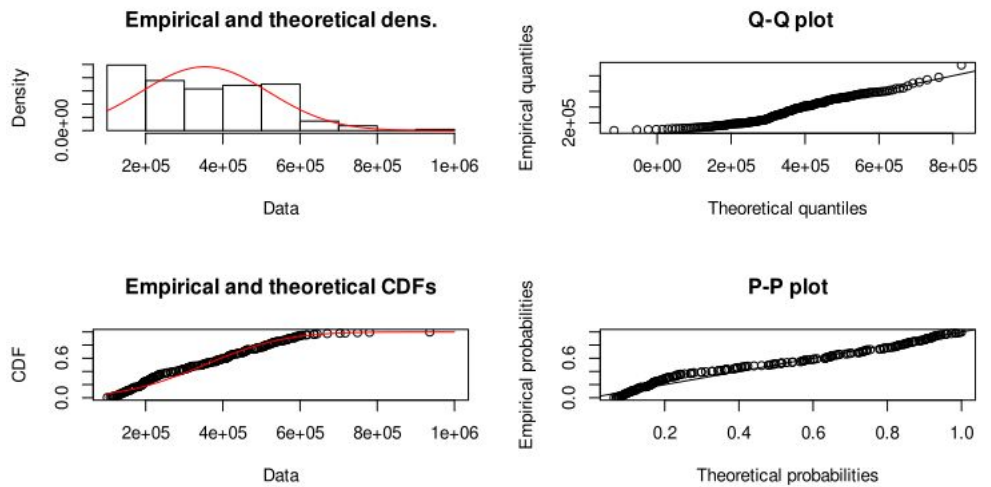 Empirical and theoretical dens.
Density
0.0e+00
2e+05 4e+05 6e+05 8e+05 1e+06
Data
Q-Q plot
Empirical quantiles
2e+05
0e+00 2e+05 4e+05 6e+05 8e+05
Theoretical quantiles
Empirical and theoretical CDFs
CDF
0.0 0.6
2e+05 4e+05 6e+05 8e+05 1e+06
Data
P-P plot
Empirical probabilities
0.0 0.6
0.2 0.4 0.6 0.8 1.0
Theoretical probabilities